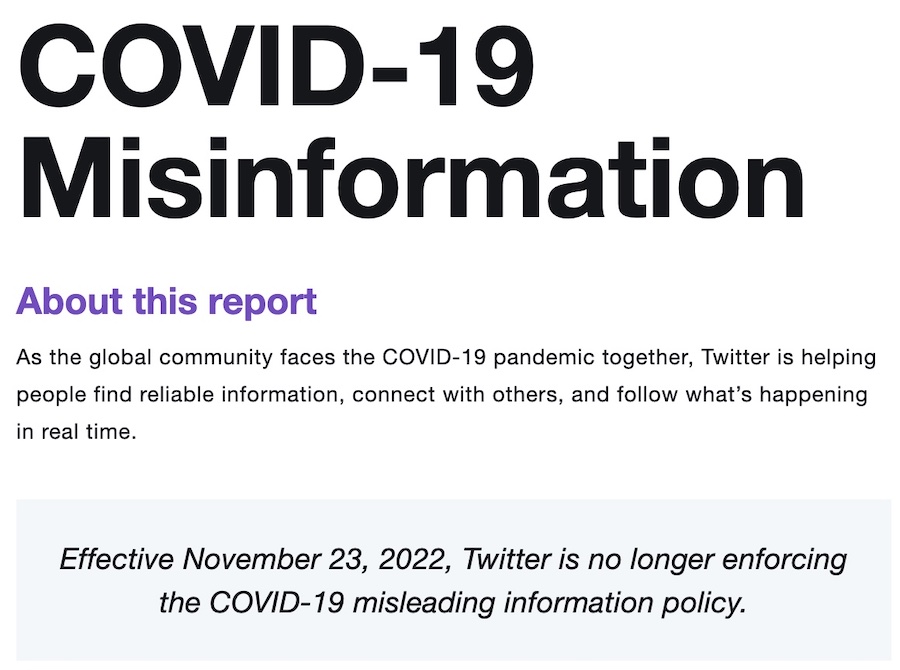 COVID-19
Misinformation
About this report
As the global community faces the COVID-19 pandemic together, Twitter is helping
people find reliable information, connect with others, and follow what’s happening
in real time.
Effective November 23, 2022, Twitter is no longer enforcing
the COVID-19 misleading information policy.